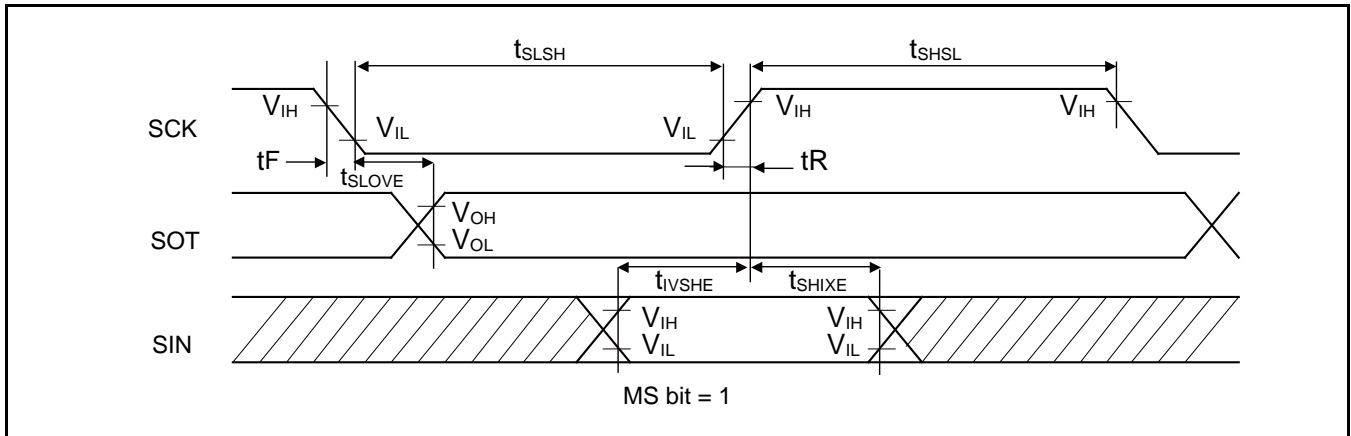 tSLSH tSHSL
SCK VIH VIL VIL VIH VIH
tF tSLOVE tR
SOT VOH VOL
tIVSHE tSHIXE
SIN VIH VIL VIH VIL
MS bit = 1